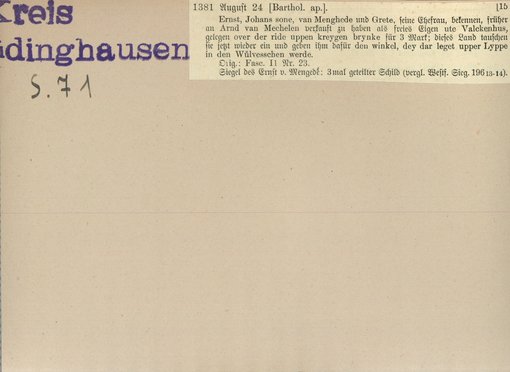 Kreis
üdinghausen
S. 71
1381 August 24 [Barthol. ap.]. [15
Ernst, Johans sone, van Menghede und Grete, seine Ehefrau, bekennen, früher
an Arnd van Mechelen verkauft zu haben als freies Eigen ute Valckenhus,
gelegen over der ride uppen kreygen brynke für 3 Mark; dieses Land tauschen
sie jetzt wieder ein und geben ihm dafür den winkel, dey dar leget upper Lyppe
in den Wülvesschen werde.
Orig.: Fasc. II Nr. 23.
Siegel des Ernst v. Mengede: 3mal geteilter Schild (vergl. Westf. Sieg. 196 13-14).